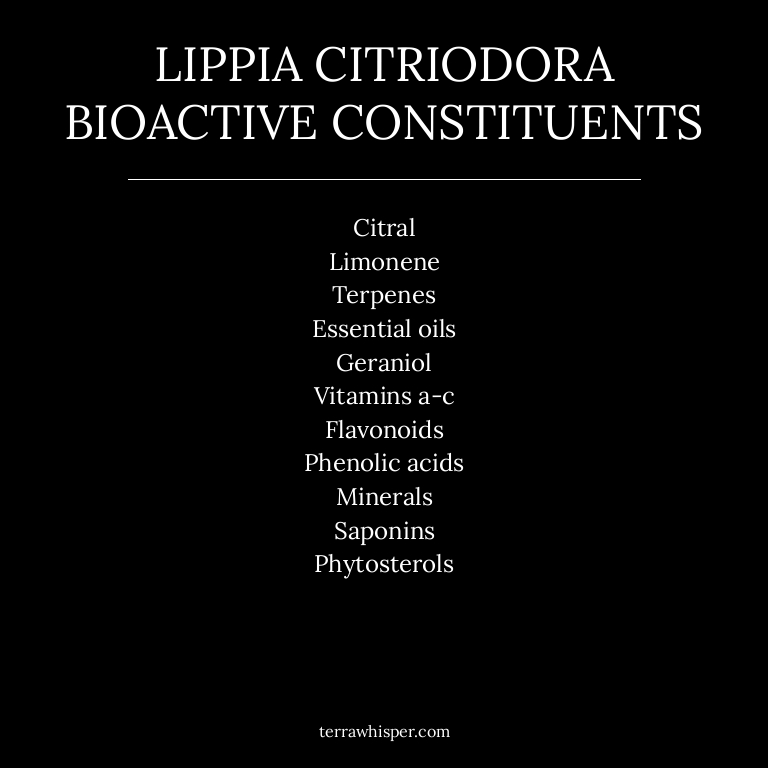 LIPPIA CITRIODORA
BIOACTIVE CONSTITUENTS
Citral
Limonene
Terpenes
Essential oils
Geraniol
Vitamins a-c
Flavonoids
Phenolic acids
Minerals
Saponins
Phytosterols
terrawhisper.com